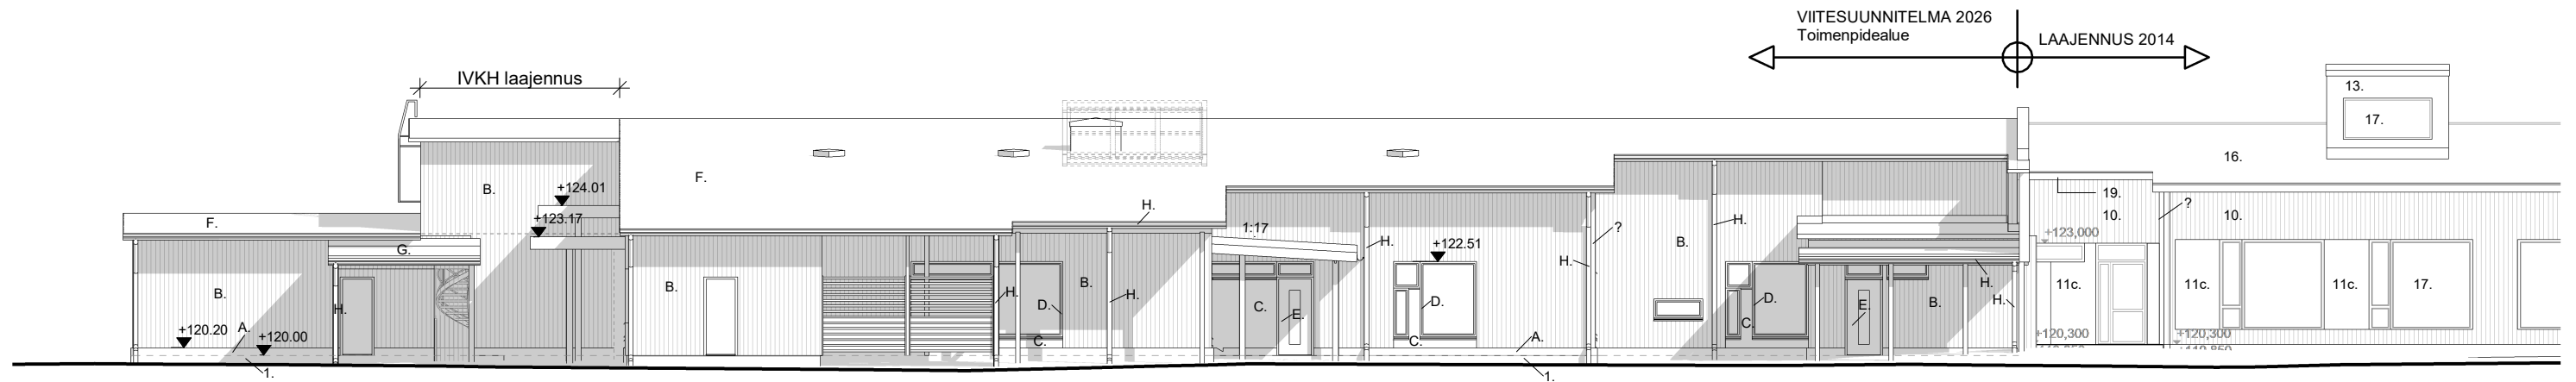 VIITESUUNNITELMA 2026
Toimenpidealue
LAAJENNUS 2014
IVKH laajennus
13.
17.
F.
16.
B.
+124.01
+123.17
H.
19.
10.
?
10.
F.
G.
1:17
H.
+122.51
?
H.
B.
H.
+123,000
B.
H.
B.
H.
B.
H.
D.
C.
E.
D.
C.
D.
C.
E.
B.
H.
H.
11c.
11c.
11c.
17.
+120.20
A.
+120.00
C.
A.
+120,300
+120,300
1.
1.